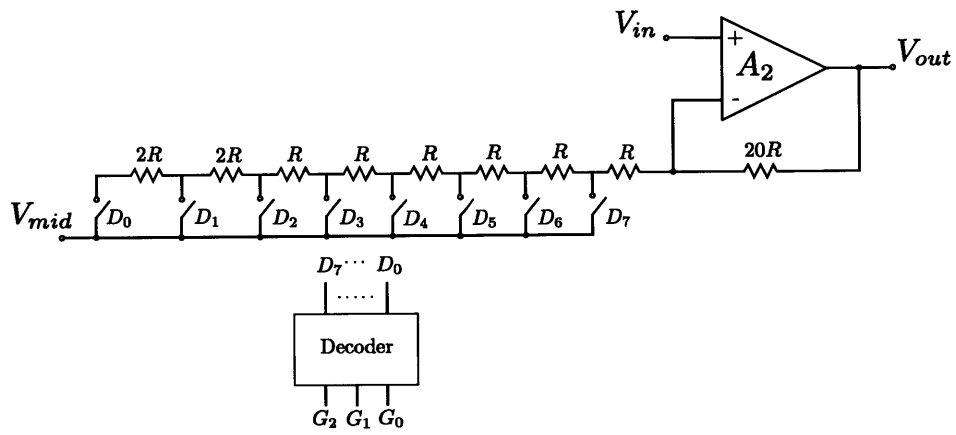 V_in
+
A_2
-
V_out
2R 2R R R R R R R 20R
V_mid
D_0 D_1 D_2 D_3 D_4 D_5 D_6 D_7
D_7 ... D_0
.....
Decoder
G_2 G_1 G_0